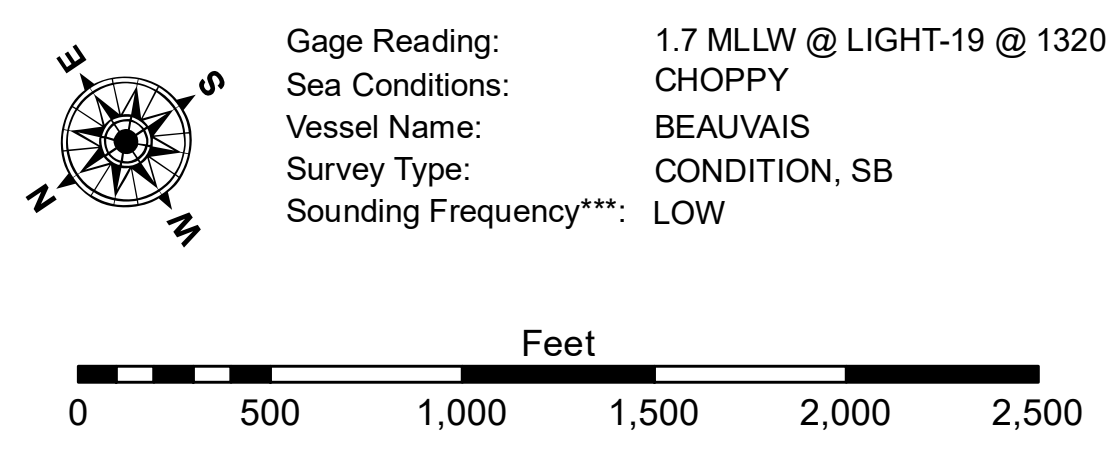 E
S
N
W
Gage Reading: 1.7 MLLW @ LIGHT-19 @ 1320
Sea Conditions: CHOPPY
Vessel Name: BEAUVAIS
Survey Type: CONDITION, SB
Sounding Frequency***: LOW
Feet
0 500 1,000 1,500 2,000 2,500